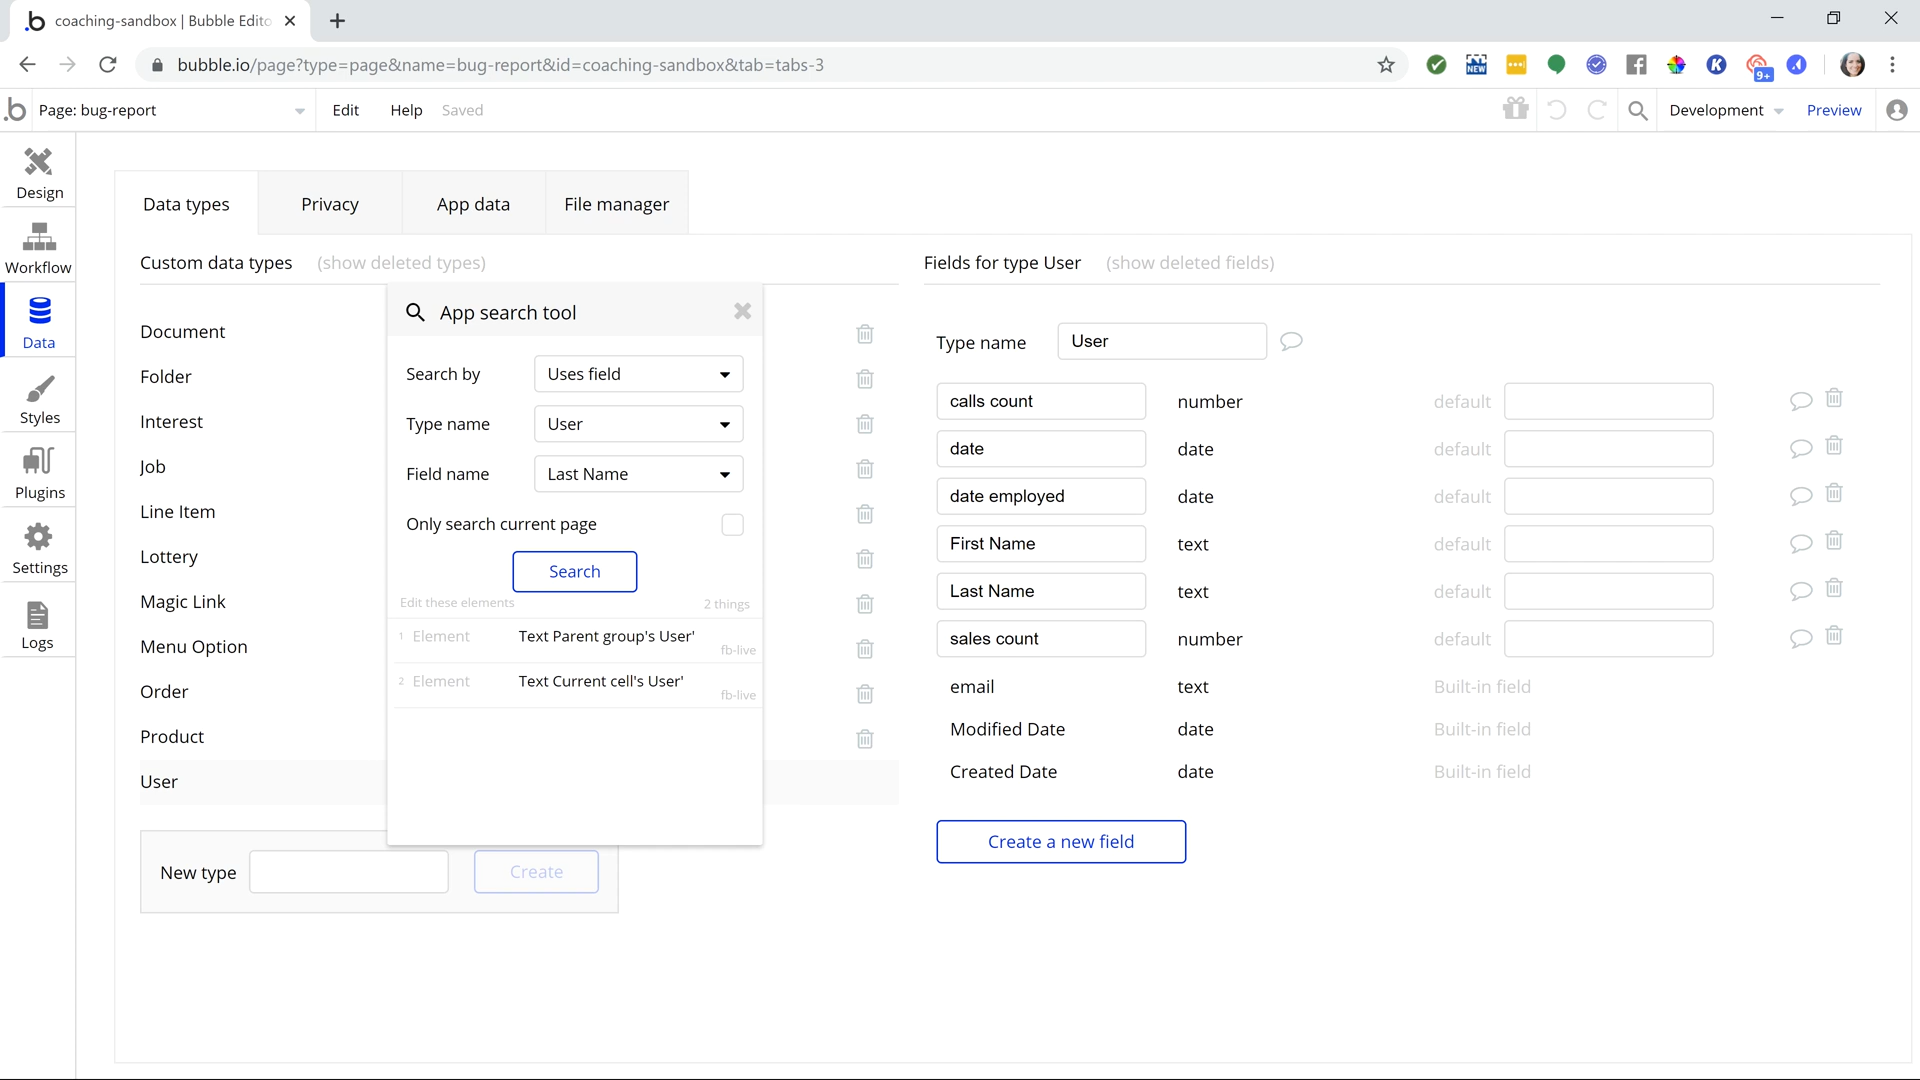 coaching-sandbox | Bubble Edito
bubble.io/page?type=page&name=bug-report&id=coaching-sandbox&tab=tabs-3
NEW
K
9+
Page: bug-report
Edit
Help
Saved
Development
Preview
Design
Workflow
Data
Styles
Plugins
Settings
Logs
Data types
Privacy
App data
File manager
Custom data types (show deleted types)
Document
Folder
Interest
Job
Line Item
Lottery
Magic Link
Menu Option
Order
Product
User
New type
Create
App search tool
Search by
Uses field
Type name
User
Field name
Last Name
Only search current page
Search
Edit these elements
2 things
1 Element Text Parent group's User'
fb-live
2 Element Text Current cell's User'
fb-live
Fields for type User (show deleted fields)
Type name User
calls count number default
date date default
date employed date default
First Name text default
Last Name text default
sales count number default
email text Built-in field
Modified Date date Built-in field
Created Date date Built-in field
Create a new field